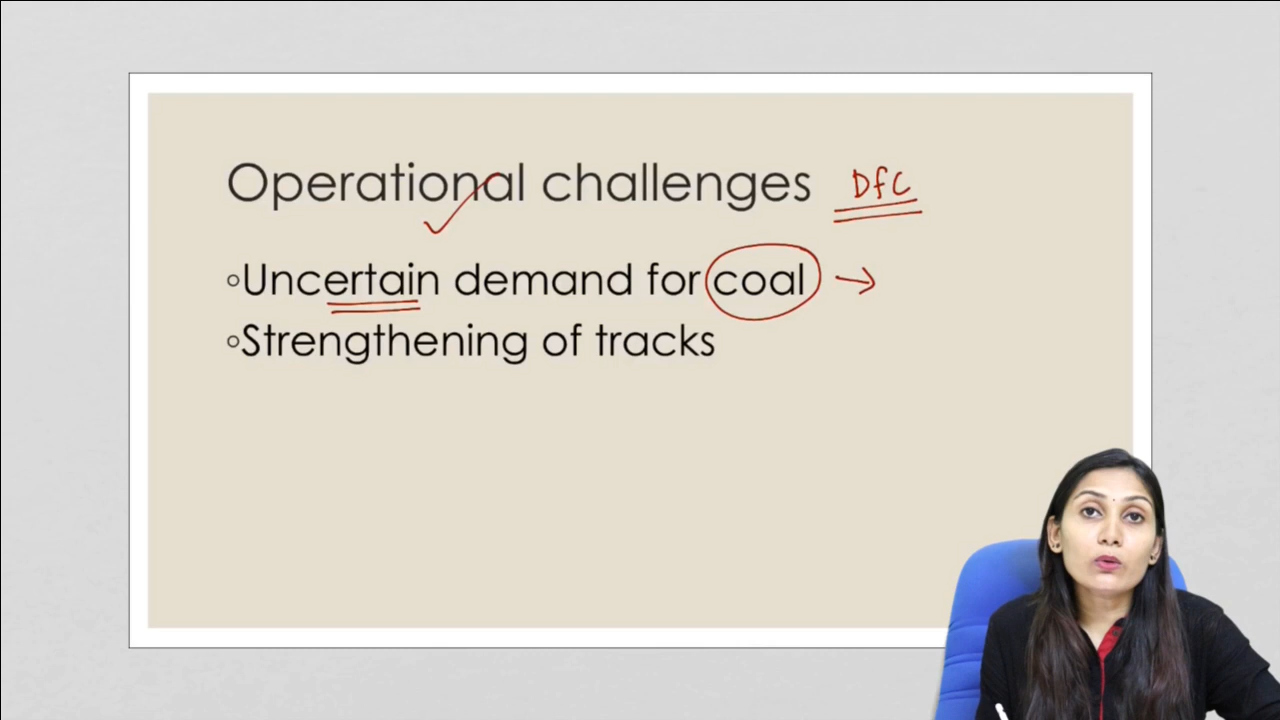 Operational challenges DfC
◦Uncertain demand for coal →
◦Strengthening of tracks